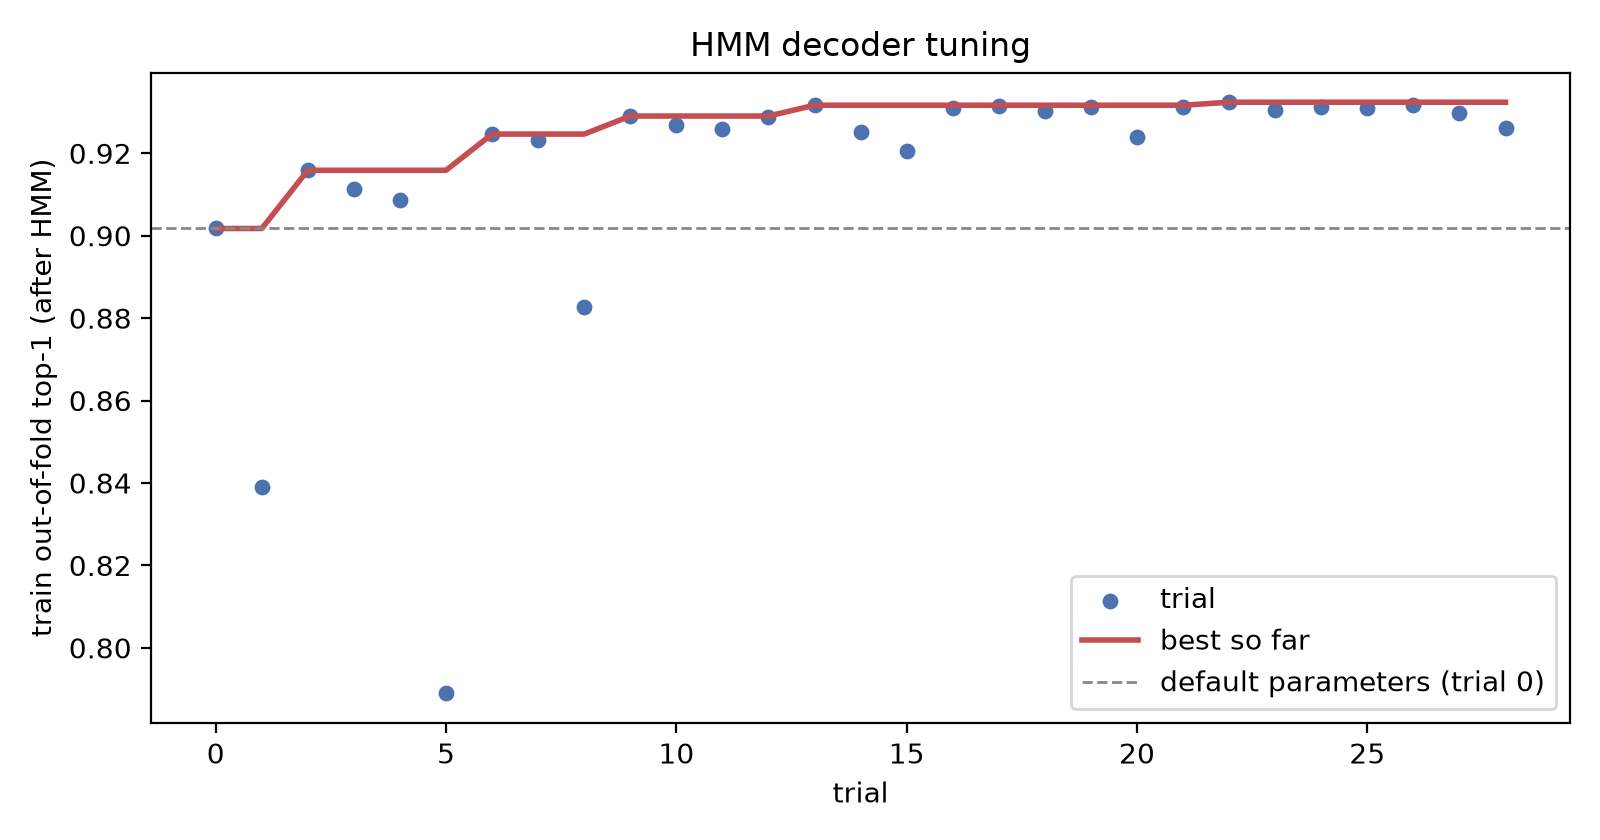 HMM decoder tuning
train out-of-fold top-1 (after HMM)
0.92
0.90
0.88
0.86
0.84
0.82
0.80
trial
best so far
default parameters (trial 0)
0 5 10 15 20 25
trial